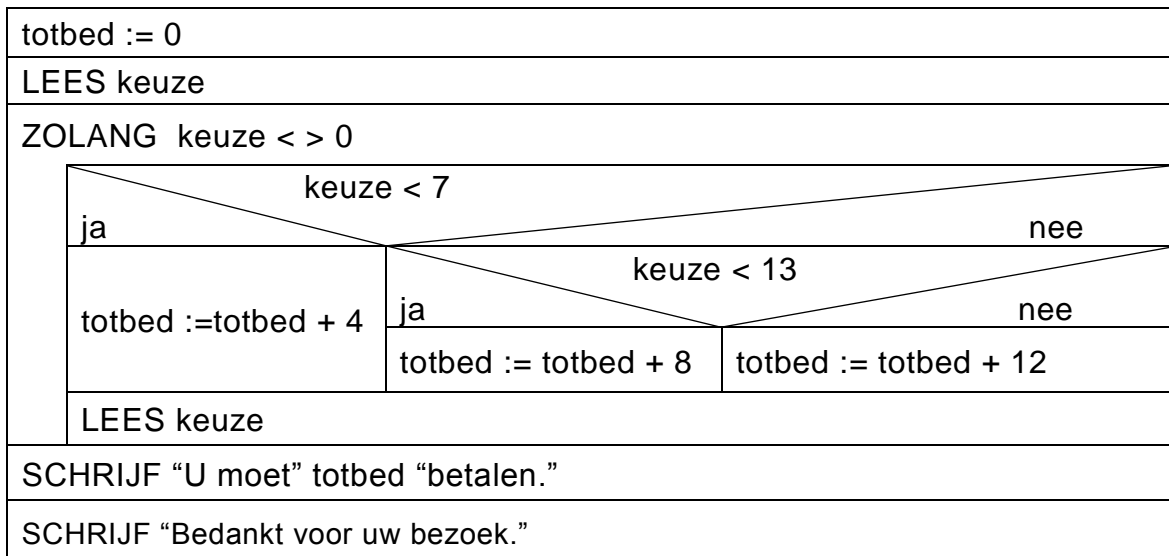 totbed := 0
LEES keuze
ZOLANG keuze < > 0
keuze < 7
ja
nee
keuze < 13
totbed :=totbed + 4
ja
nee
totbed := totbed + 8
totbed := totbed + 12
LEES keuze
SCHRIJF “U moet” totbed “betalen.”
SCHRIJF “Bedankt voor uw bezoek.”